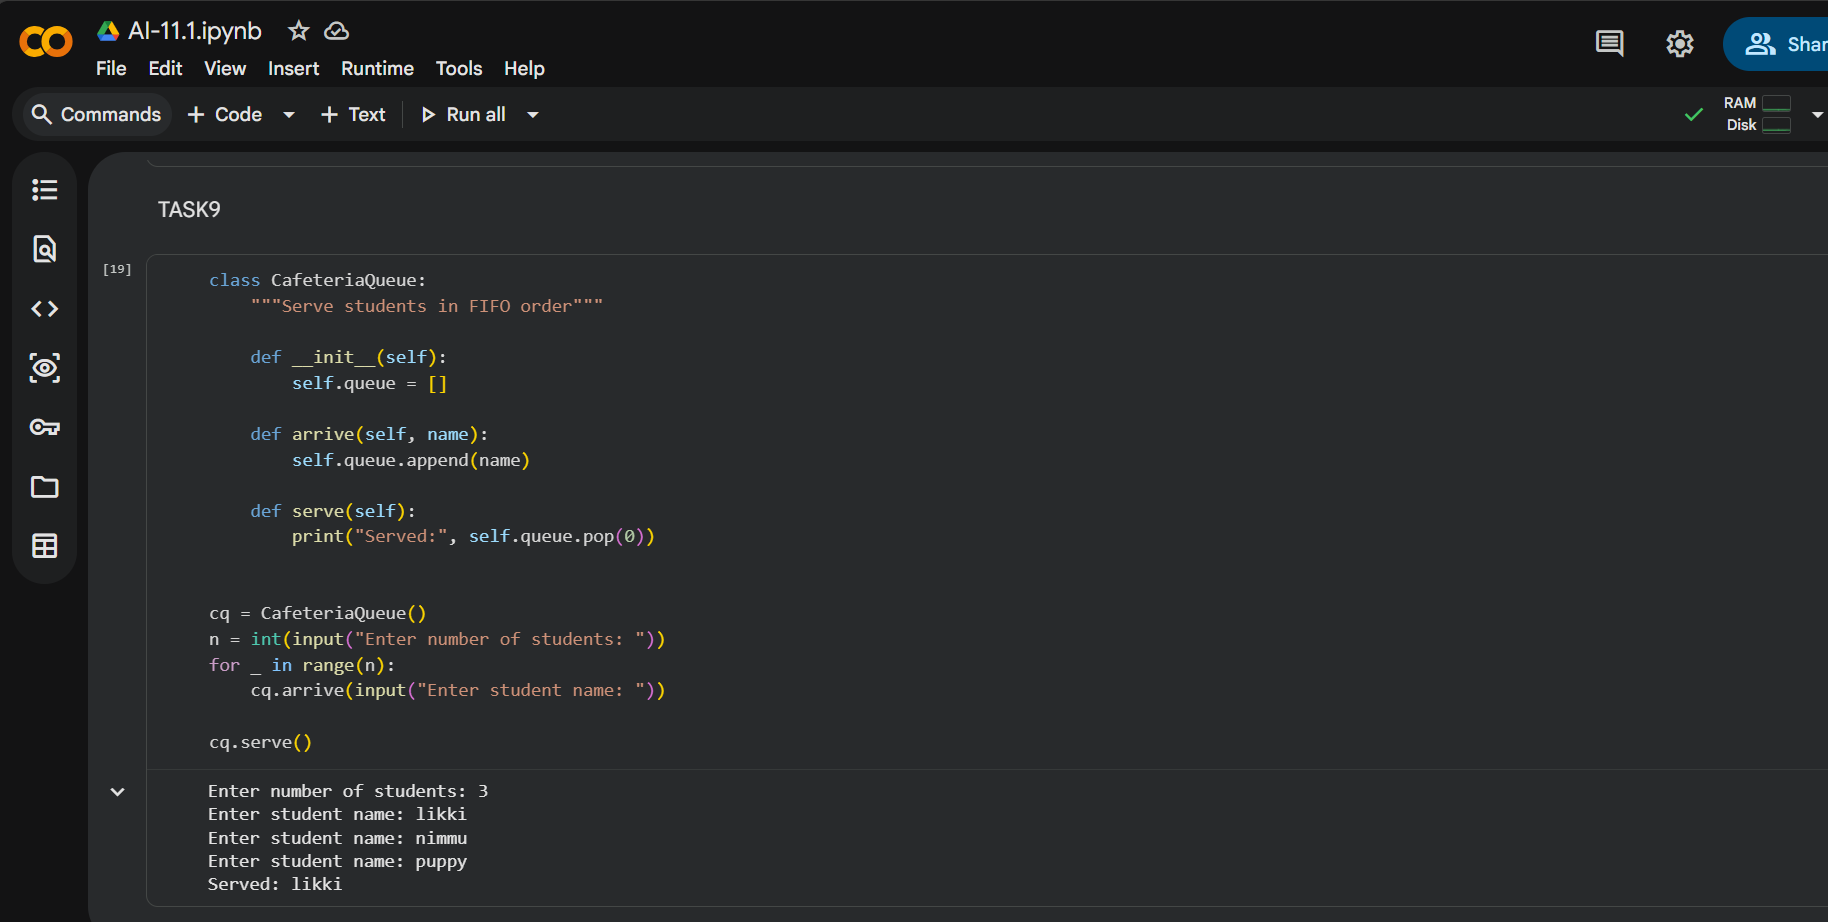 AI-11.1.ipynb
File Edit View Insert Runtime Tools Help
Shar
Commands + Code + Text Run all
RAM
Disk
TASK9
[19]
class CafeteriaQueue:
    """Serve students in FIFO order"""
    def __init__(self):
        self.queue = []
    def arrive(self, name):
        self.queue.append(name)
    def serve(self):
        print("Served:", self.queue.pop(0))
cq = CafeteriaQueue()
n = int(input("Enter number of students: "))
for _ in range(n):
    cq.arrive(input("Enter student name: "))
cq.serve()
Enter number of students: 3
Enter student name: likki
Enter student name: nimmu
Enter student name: puppy
Served: likki